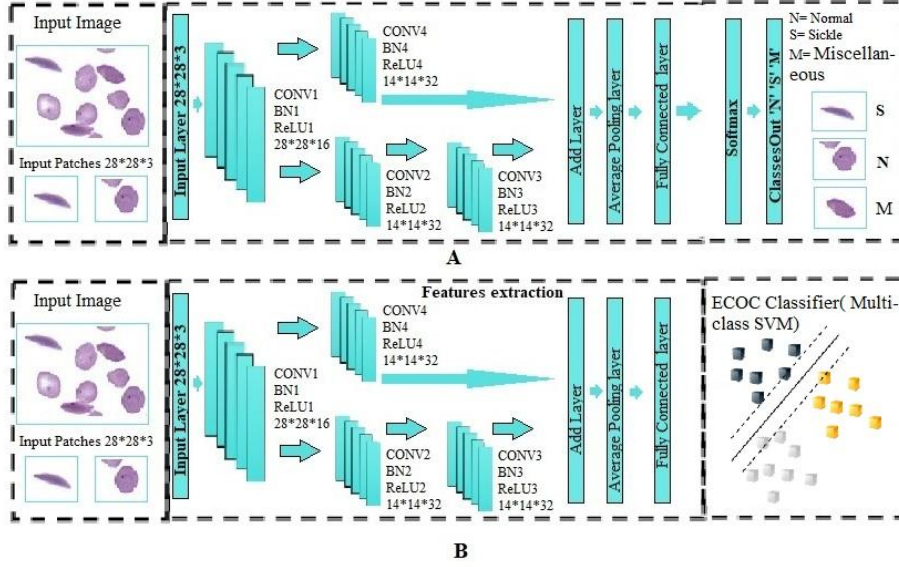 Input Image
Input Patches 28*28*3
Input Layer 28*28*3
CONV1
BN1
ReLU1
28*28*16
CONV4
BN4
ReLU4
14*14*32
CONV2
BN2
ReLU2
14*14*32
CONV3
BN3
ReLU3
14*14*32
Add Layer
Average Pooling layer
Fully Connected layer
Softmax
ClassesOut 'N' 'S' 'M'
N= Normal
S= Sickle
M= Miscellan-
eous
S
N
M
A
Input Image
Input Patches 28*28*3
Input Layer 28*28*3
Features extraction
CONV1
BN1
ReLU1
28*28*16
CONV4
BN4
ReLU4
14*14*32
CONV2
BN2
ReLU2
14*14*32
CONV3
BN3
ReLU3
14*14*32
Add Layer
Average Pooling layer
Fully Connected layer
ECOC Classifier( Multi-
class SVM)
B